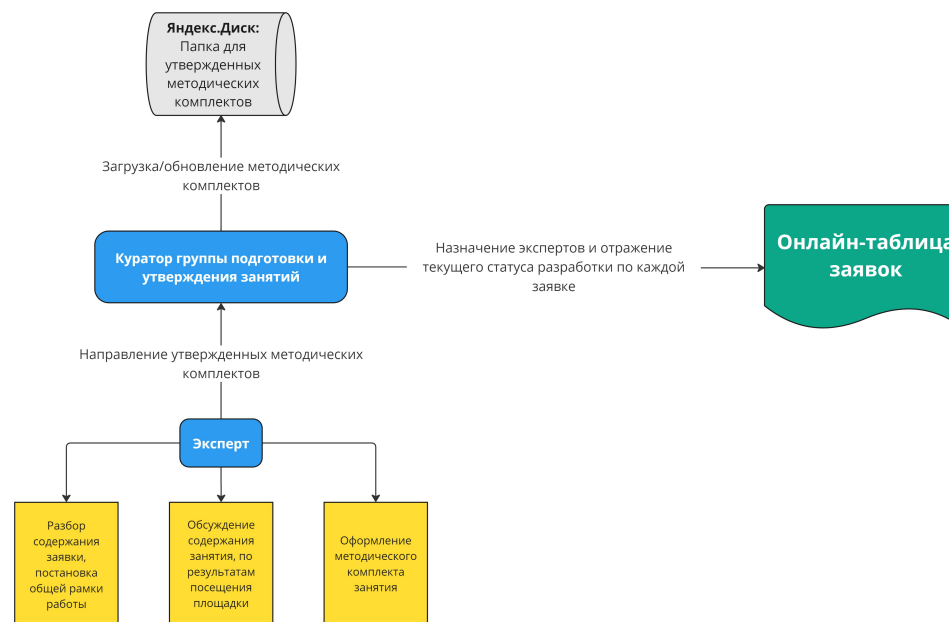 Яндекс.Диск:
Папка для
утвержденных
методических
комплектов
Загрузка/обновление методических
комплектов
Куратор группы подготовки и
утверждения занятий
Назначение экспертов и отражение
текущего статуса разработки по каждой
заявке
Онлайн-таблица
заявок
Направление утвержденных методических
комплектов
Эксперт
Разбор
содержания
заявки,
постановка
общей рамки
работы
Обсуждение
содержания
занятия, по
результатам
посещения
площадки
Оформление
методического
комплекта
занятия